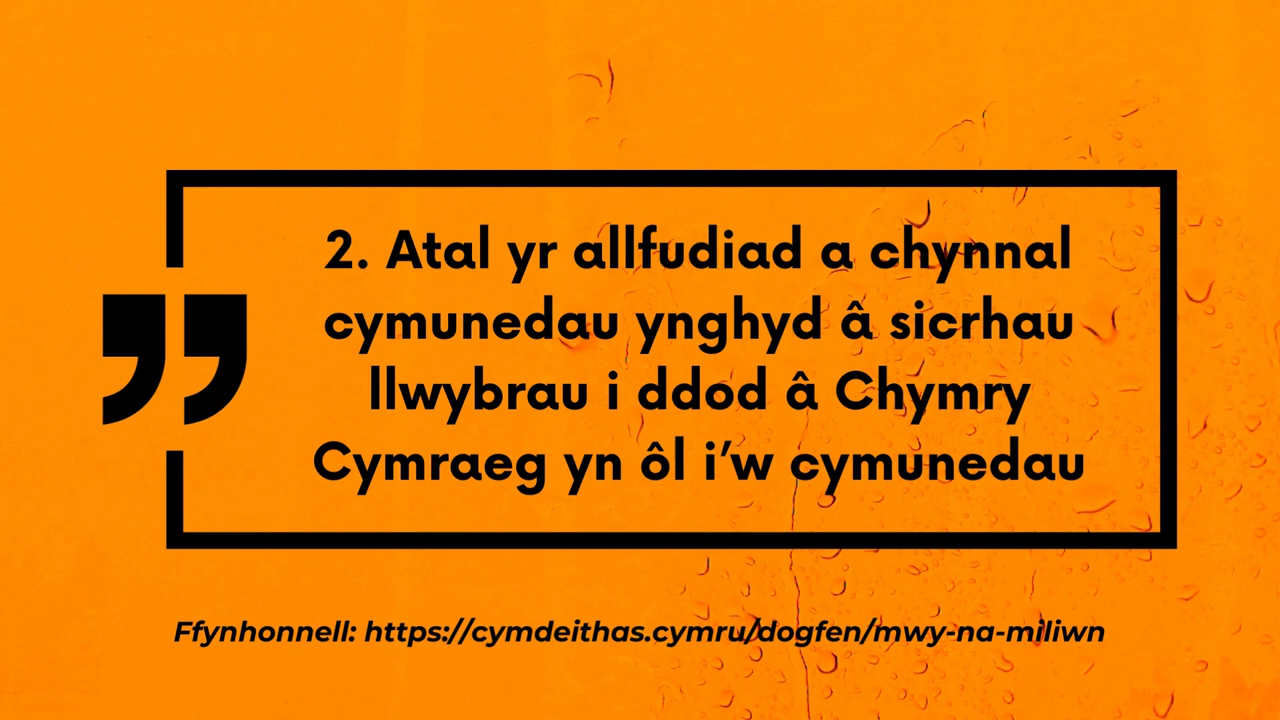 2. Atal yr allfudiad a chynnal
cymunedau ynghyd â sicrhau
llwybrau i ddod â Chymry
Cymraeg yn ôl i’w cymunedau
Ffynhonnell: https://cymdeithas.cymru/dogfen/mwy-na-miliwn